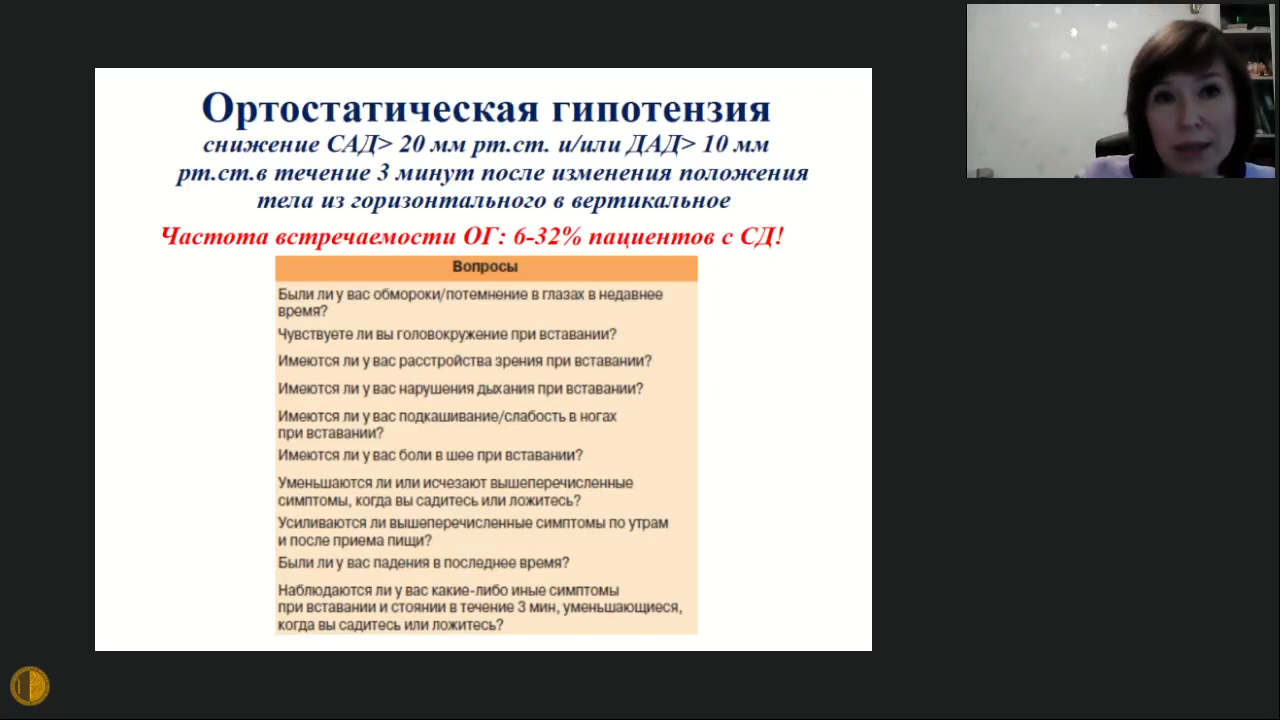 Ортостатическая гипотензия
снижение САД> 20 мм рт.ст. и/или ДАД> 10 мм
рт.ст.в течение 3 минут после изменения положения
тела из горизонтального в вертикальное
Частота встречаемости ОГ: 6-32% пациентов с СД!
Вопросы
Были ли у вас обмороки/потемнение в глазах в недавнее
время?
Чувствуете ли вы головокружение при вставании?
Имеются ли у вас расстройства зрения при вставании?
Имеются ли у вас нарушения дыхания при вставании?
Имеются ли у вас подкашивание/слабость в ногах
при вставании?
Имеются ли у вас боли в шее при вставании?
Уменьшаются ли или исчезают вышеперечисленные
симптомы, когда вы садитесь или ложитесь?
Усиливаются ли вышеперечисленные симптомы по утрам
и после приема пищи?
Были ли у вас падения в последнее время?
Наблюдаются ли у вас какие-либо иные симптомы
при вставании и стоянии в течение 3 мин, уменьшающиеся,
когда вы садитесь или ложитесь?